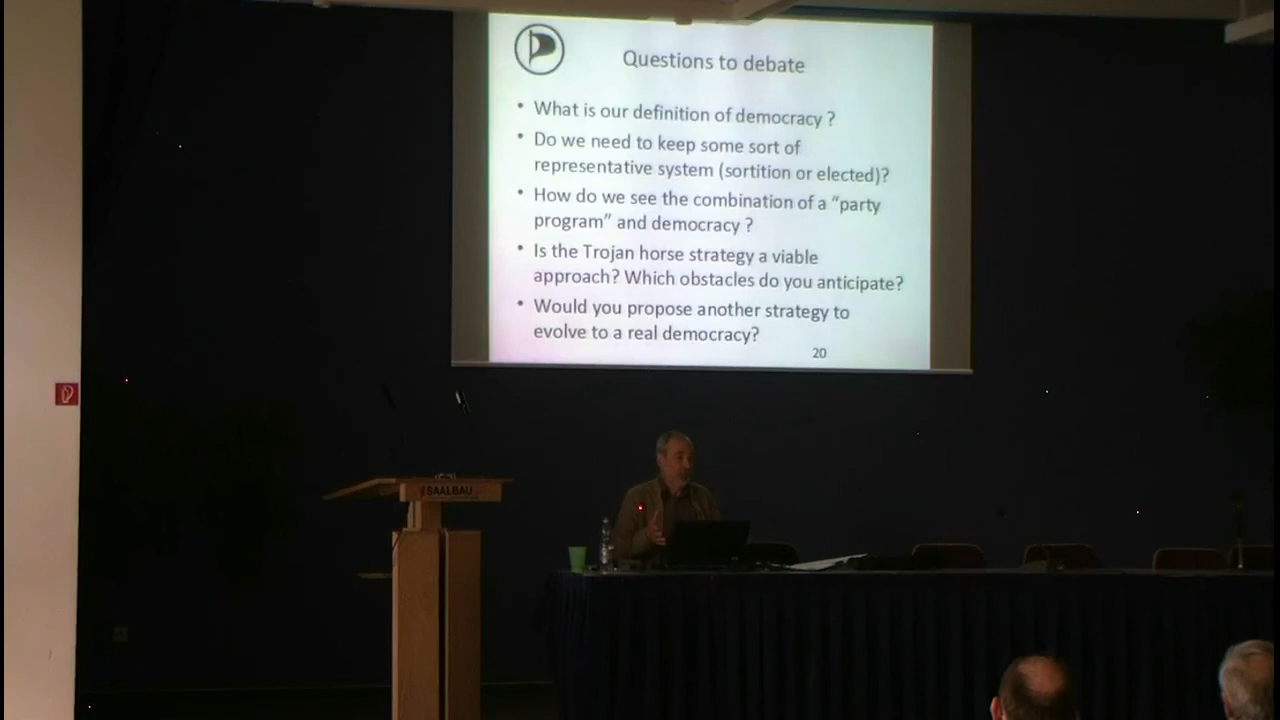 Questions to debate
• What is our definition of democracy ?
• Do we need to keep some sort of
representative system (sortition or elected)?
• How do we see the combination of a “party
program” and democracy ?
• Is the Trojan horse strategy a viable
approach? Which obstacles do you anticipate?
• Would you propose another strategy to
evolve to a real democracy?
20
SAALBAU